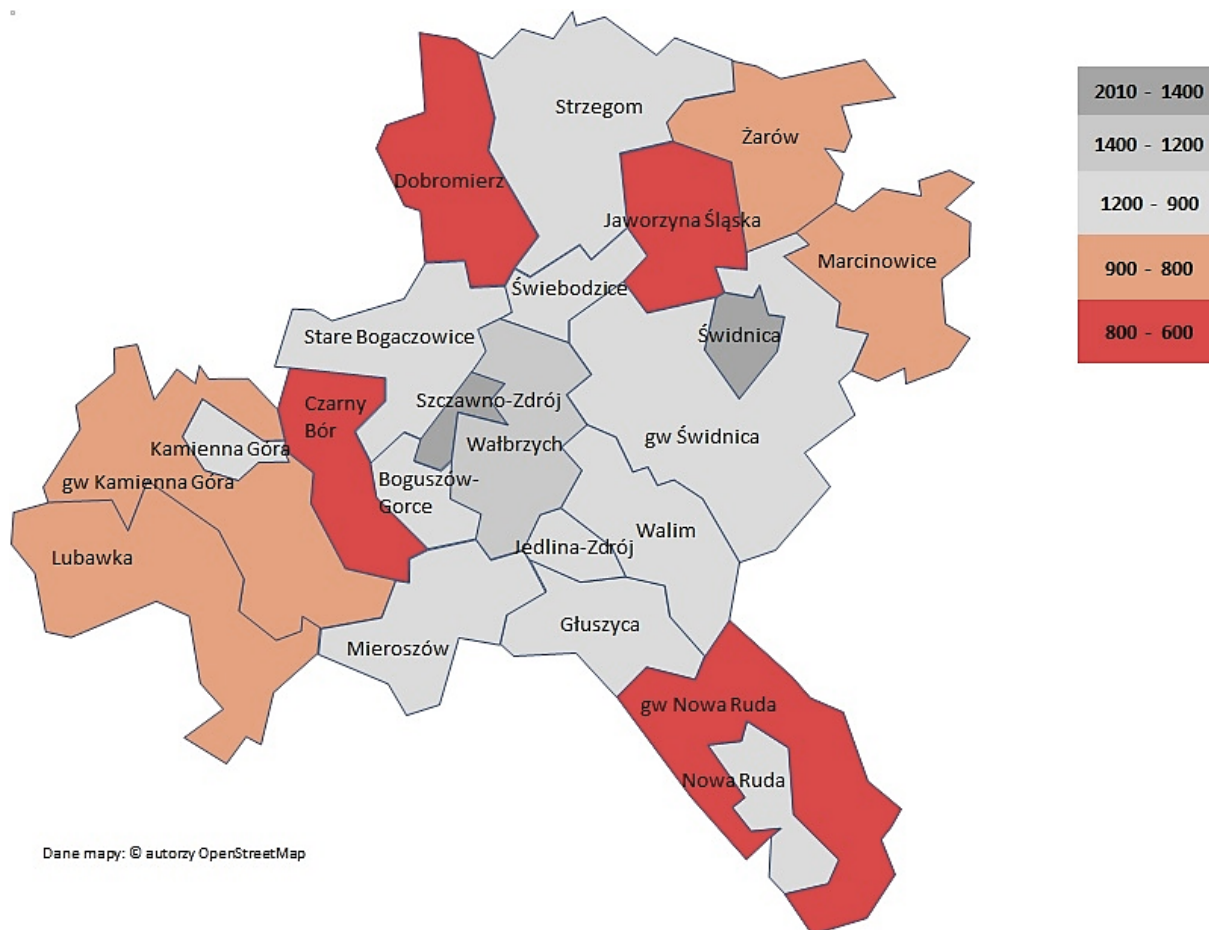 Strzegom
Żarów
Dobromierz
Jaworzyna Śląska
Marcinowice
Świebodzice
Stare Bogaczowice
Świdnica
Szczawno-Zdrój
Czarny
Bór
Kamienna Góra
Wałbrzych
gw Świdnica
gw Kamienna Góra
Boguszów-
Gorce
Walim
Jedlina-Zdrój
Lubawka
Głuszyca
Mieroszów
gw Nowa Ruda
Nowa Ruda
2010 - 1400
1400 - 1200
1200 - 900
900 - 800
800 - 600
Dane mapy: © autorzy OpenStreetMap